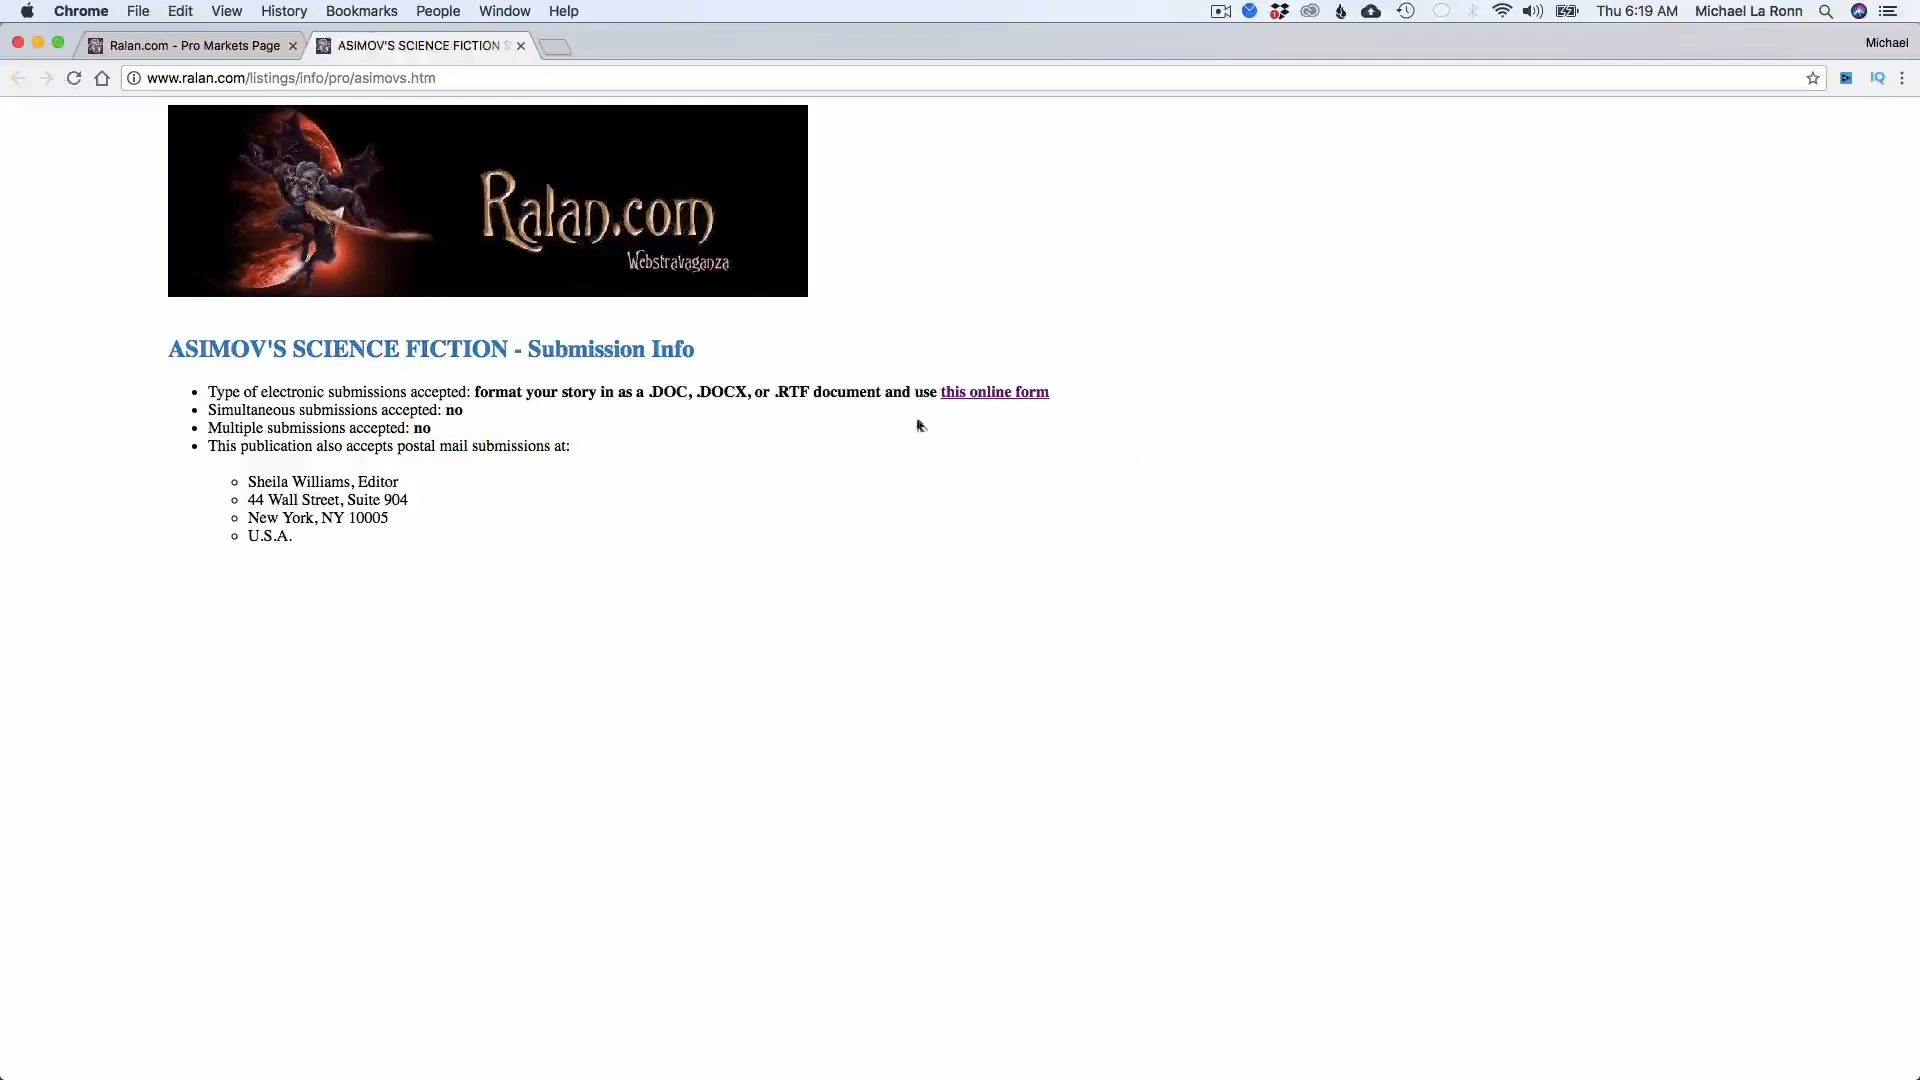 Chrome File Edit View History Bookmarks People Window Help Thu 6:19 AM Michael La Ronn
Ralan.com - Pro Markets Page ASIMOV'S SCIENCE FICTION Michael
www.ralan.com/listings/info/pro/asimovs.htm IQ
Ralan.com
Webstravaganza
ASIMOV'S SCIENCE FICTION - Submission Info
Type of electronic submissions accepted: format your story in as a .DOC, .DOCX, or .RTF document and use this online form
Simultaneous submissions accepted: no
Multiple submissions accepted: no
This publication also accepts postal mail submissions at:
Sheila Williams, Editor
44 Wall Street, Suite 904
New York, NY 10005
U.S.A.